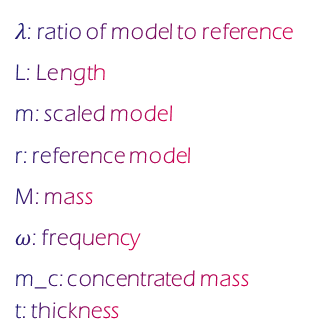 λ: ratio of model to reference
L: Length
m: scaled model
r: reference model
M: mass
ω: frequency
m_c: concentrated mass
t: thickness